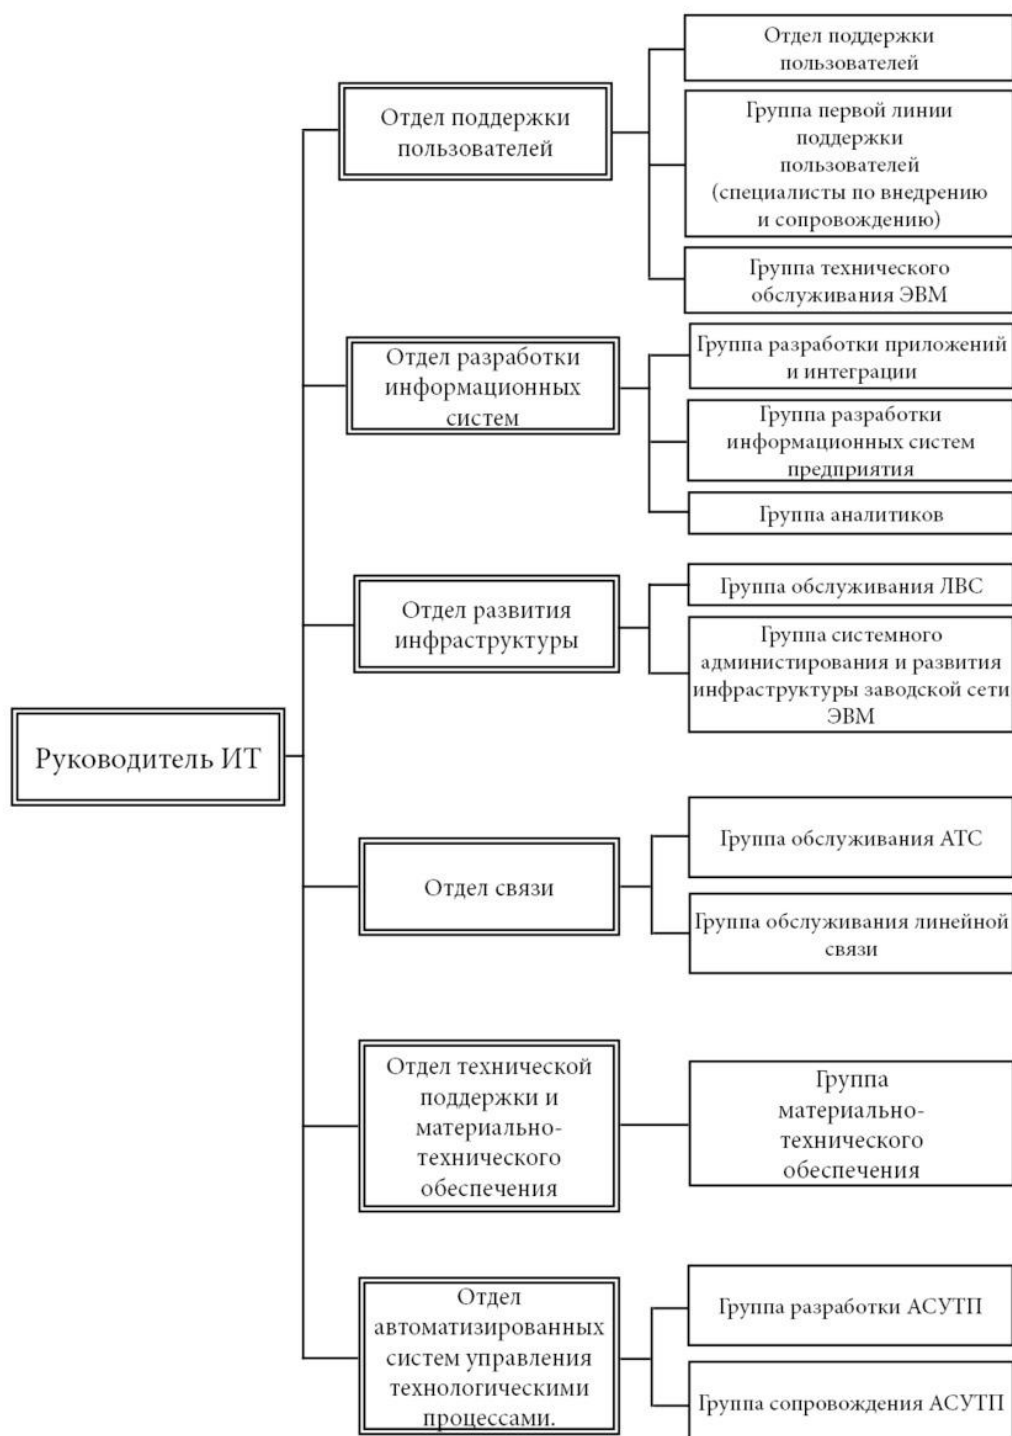 Руководитель ИТ
Отдел поддержки
пользователей
Отдел поддержки
пользователей
Группа первой линии
поддержки
пользователей
(специалисты по внедрению
и сопровождению)
Группа технического
обслуживания ЭВМ
Отдел разработки
информационных
систем
Группа разработки приложений
и интеграции
Группа разработки
информационных систем
предприятия
Группа аналитиков
Отдел развития
инфраструктуры
Группа обслуживания ЛВС
Группа системного
администирования и развития
инфраструктуры заводской сети
ЭВМ
Отдел связи
Группа обслуживания АТС
Группа обслуживания линейной
связи
Отдел технической
поддержки и
материально-
технического
обеспечения
Группа
материально-
технического
обеспечения
Отдел
автоматизированных
систем управления
технологическими
процессами.
Группа разработки АСУТП
Группа сопровождения АСУТП